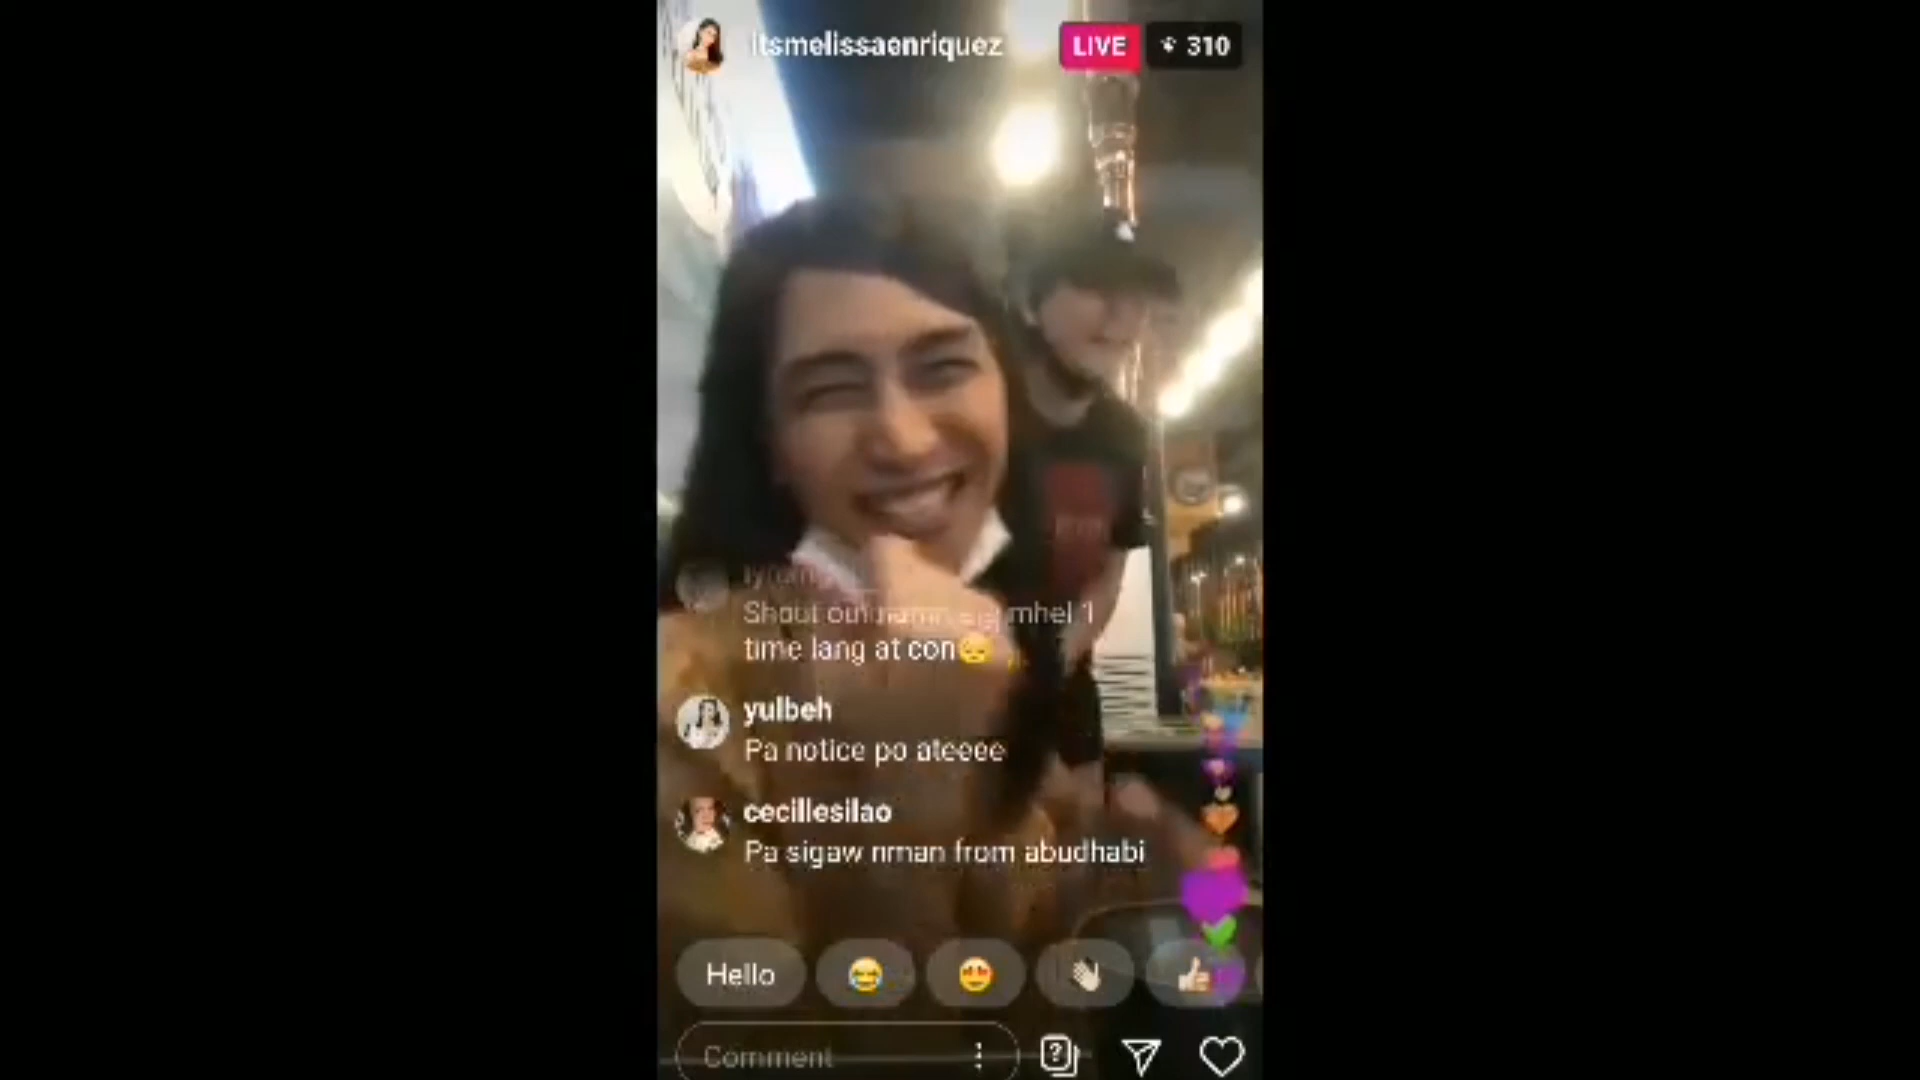 itsmelissaenriquez
LIVE
310
Shout
mhel 1
time lang at con😔
yulbeh
Pa notice po ateeee
cecillesilao
Pa sigaw nman from abudhabi
Hello
Comment